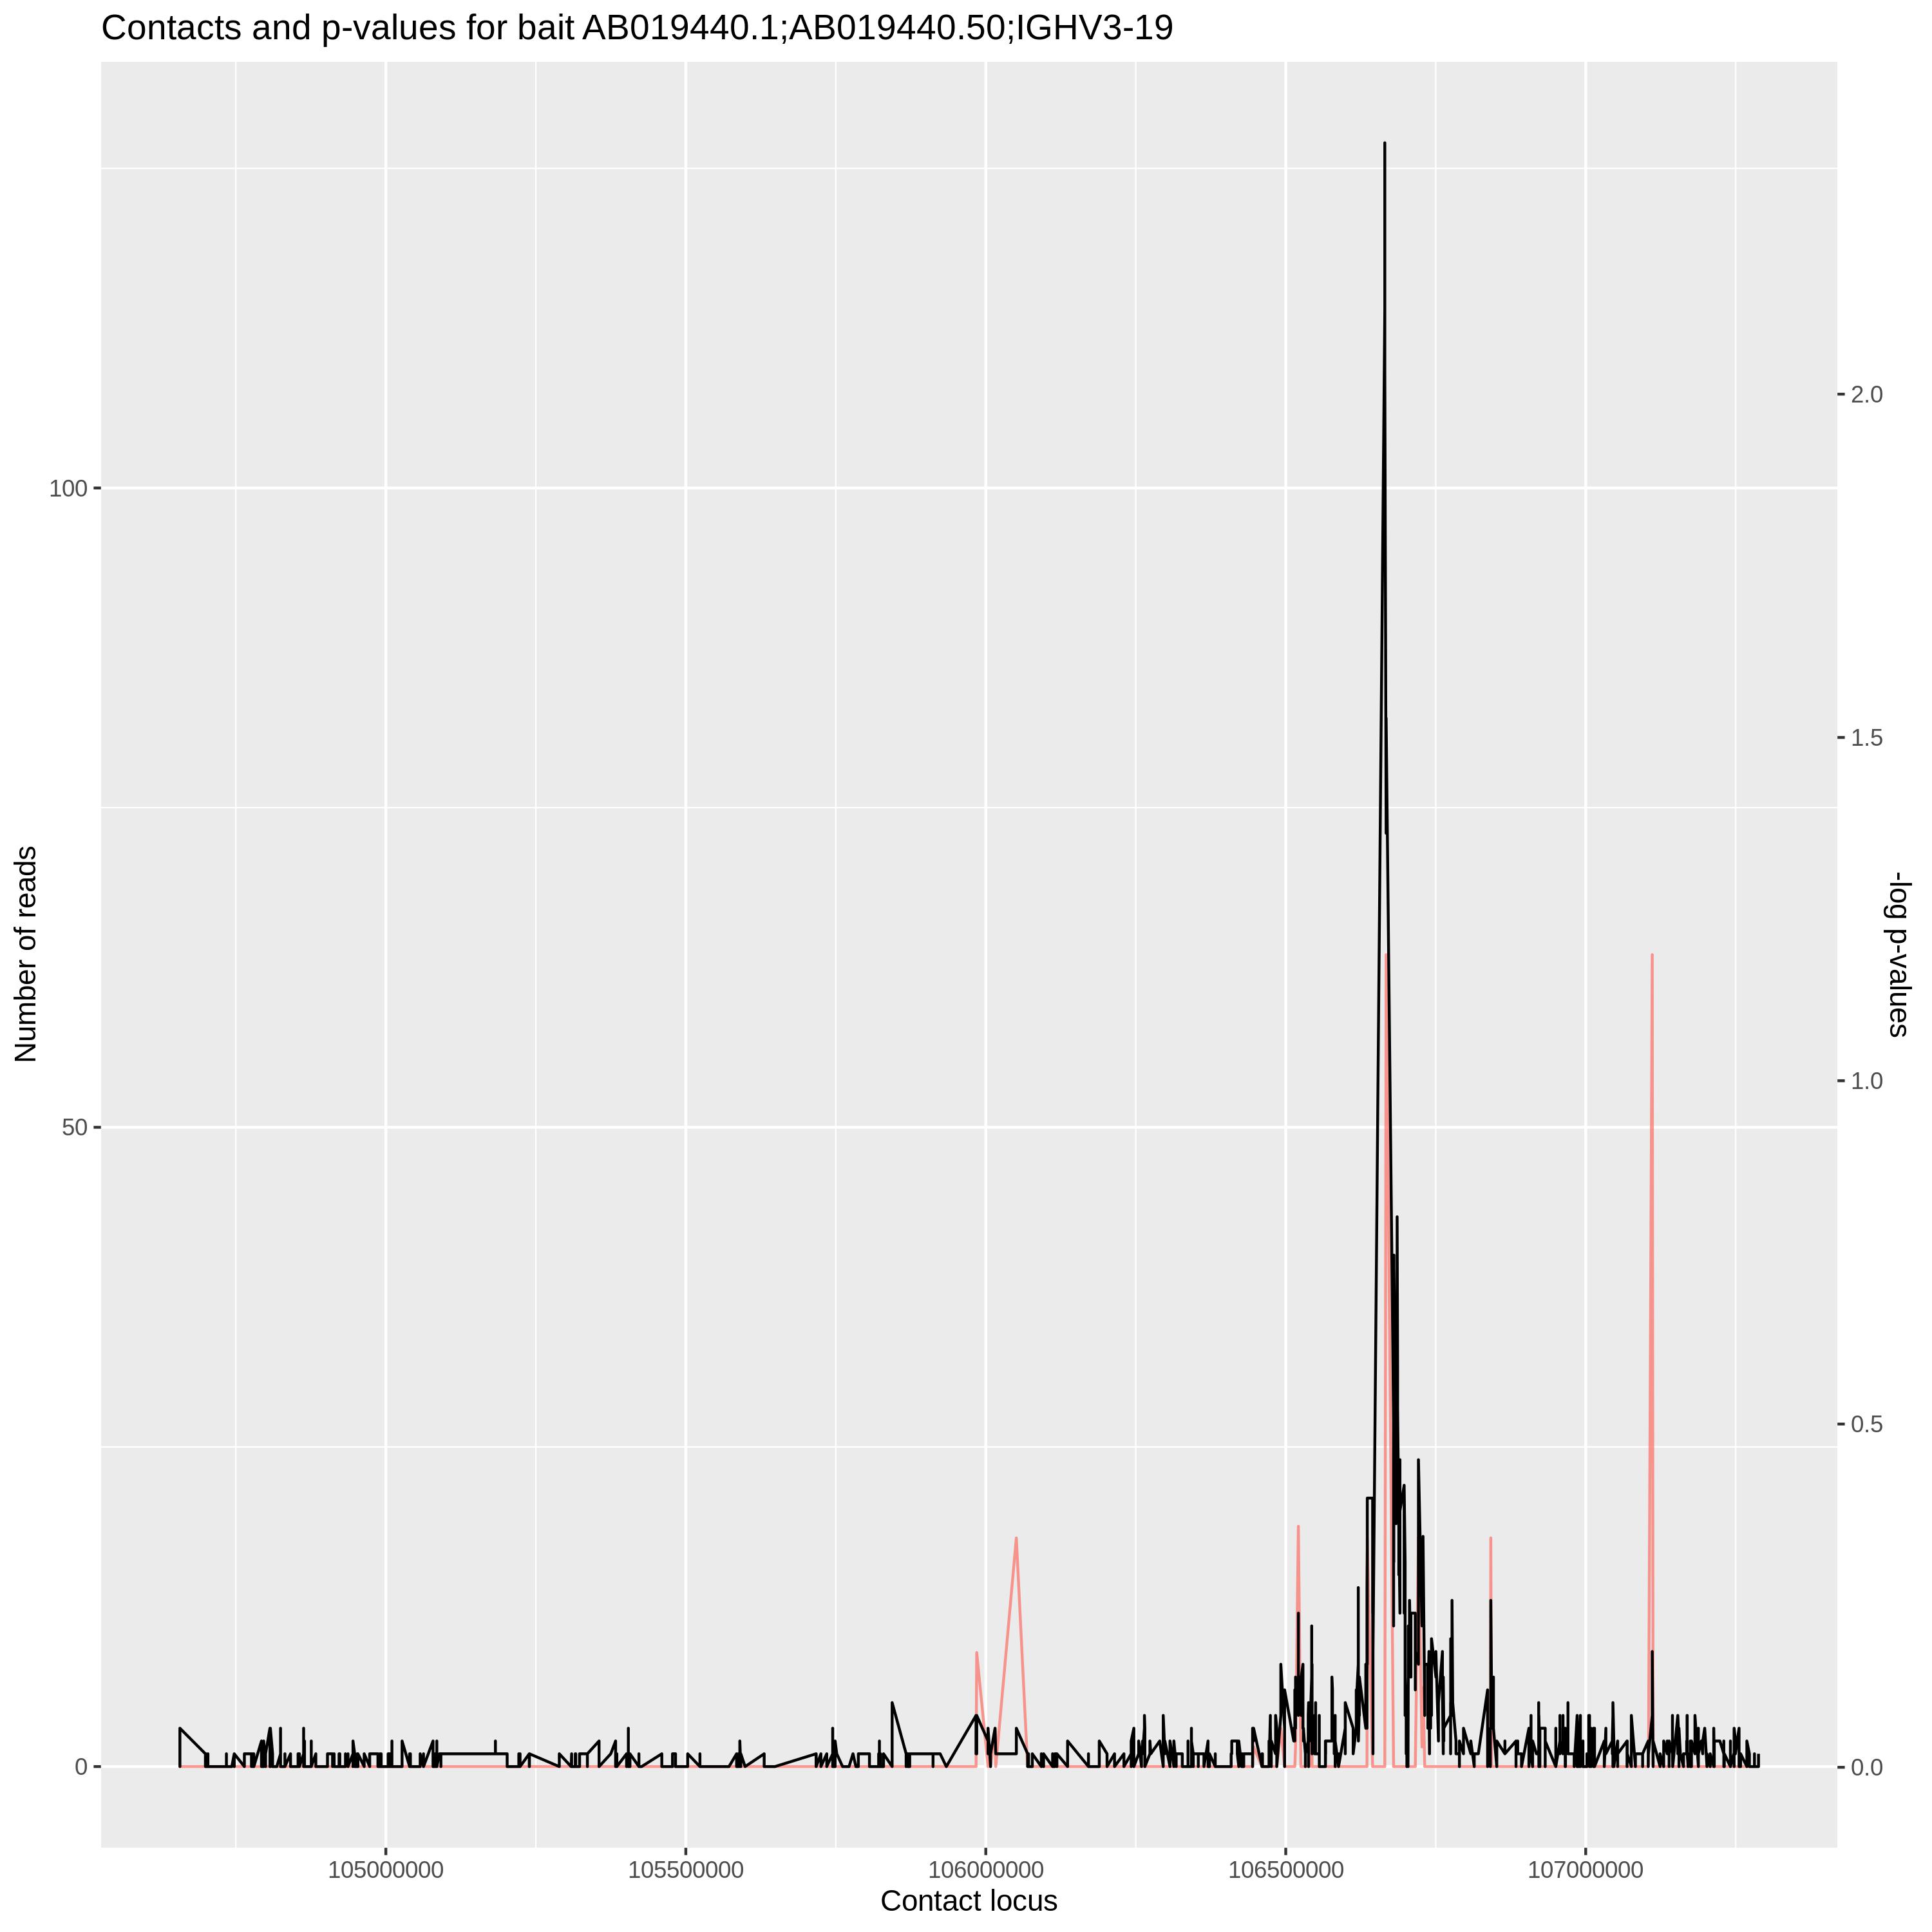 Contacts and p-values for bait AB019440.1;AB019440.50;IGHV3-19
Number of reads
100
50
0
2.0
1.5
1.0
0.5
0.0
-log p-values
105000000 105500000 106000000 106500000 107000000
Contact locus